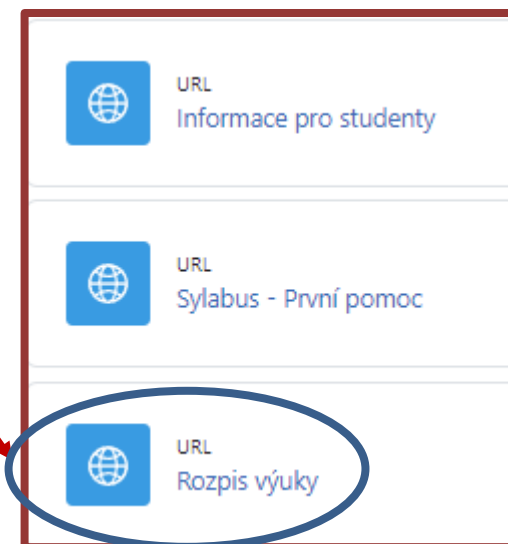 URL
Informace pro studenty
URL
Sylabus - První pomoc
URL
Rozpis výuky